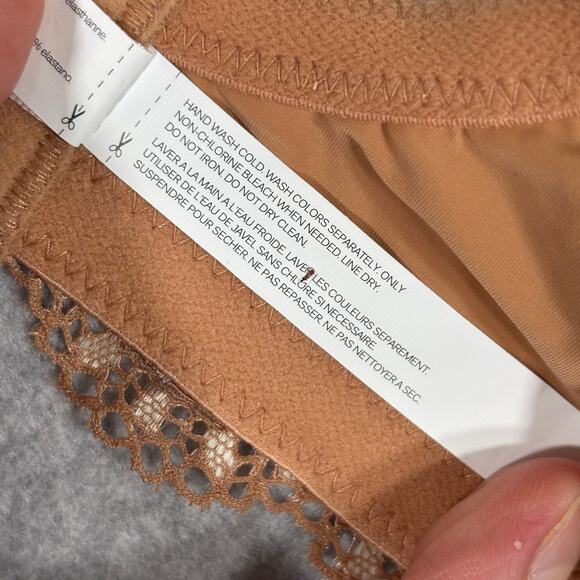 elasthanne.
% elastano.
HAND WASH COLD. WASH COLORS SEPARATELY. ONLY
NON-CHLORINE BLEACH WHEN NEEDED, LINE DRY.
DO NOT IRON. DO NOT DRY CLEAN.
LAVER A LA MAIN A L'EAU FROIDE. LAVER LES COULEURS SEPAREMENT.
UTILISER DE L'EAU DE JAVEL SANS CHLORE SI NECESSAIRE.
SUSPENDRE POUR SECHER. NE PAS REPASSER. NE PAS NETTOYER A SEC.